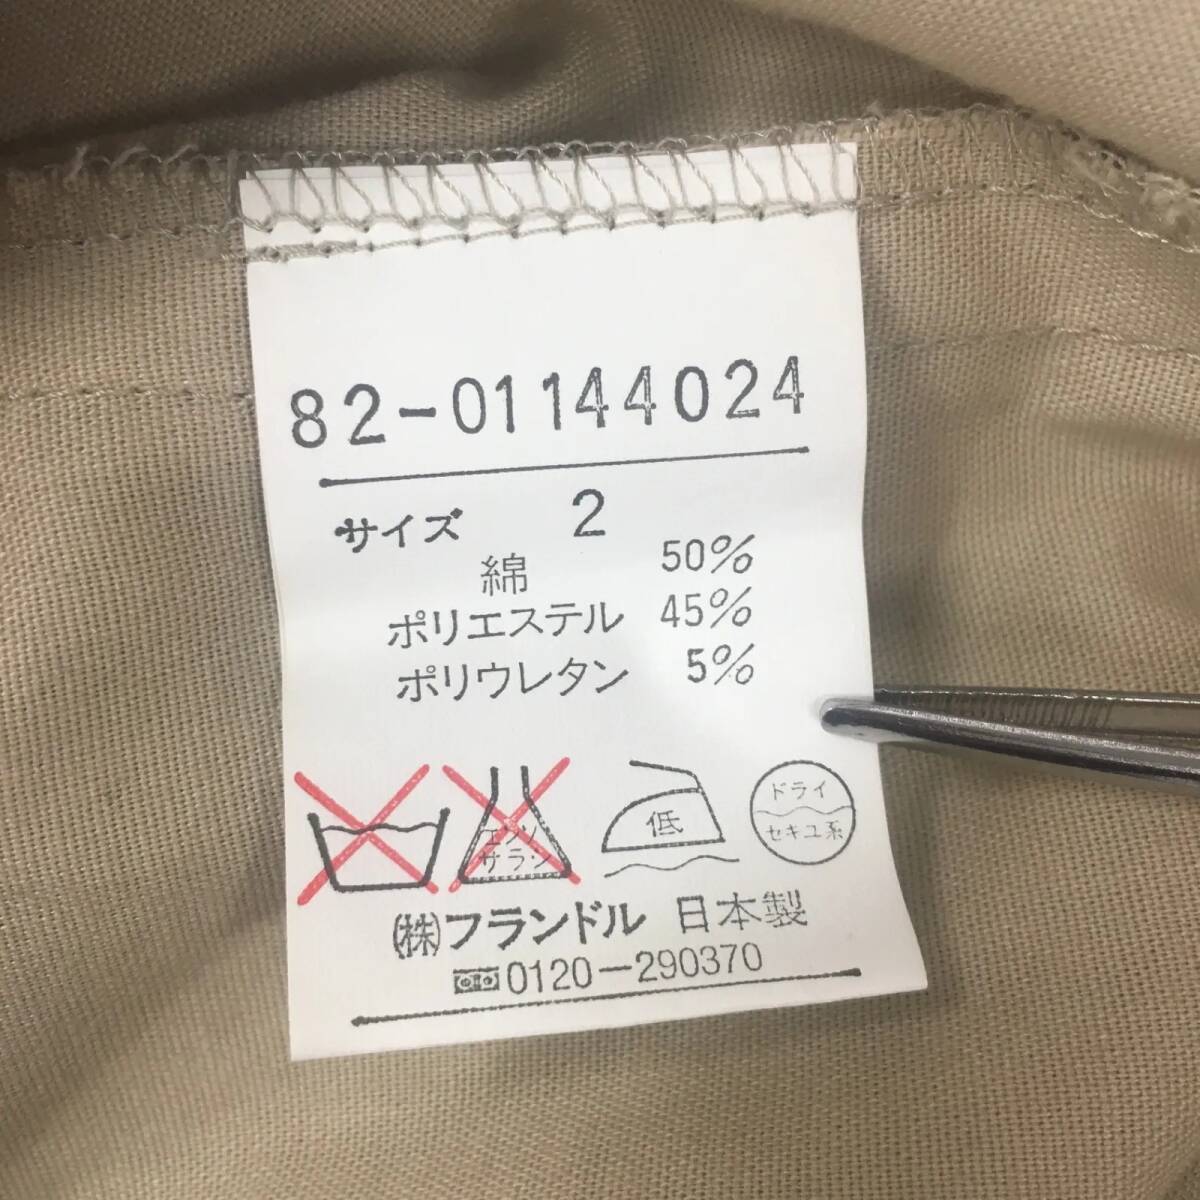 82-01144024
サイズ 2
綿 50%
ポリエステル 45%
ポリウレタン 5%
エンソ
サラシ
低
ドライ
セキユ系
㈱フランドル 日本製
0120-290370